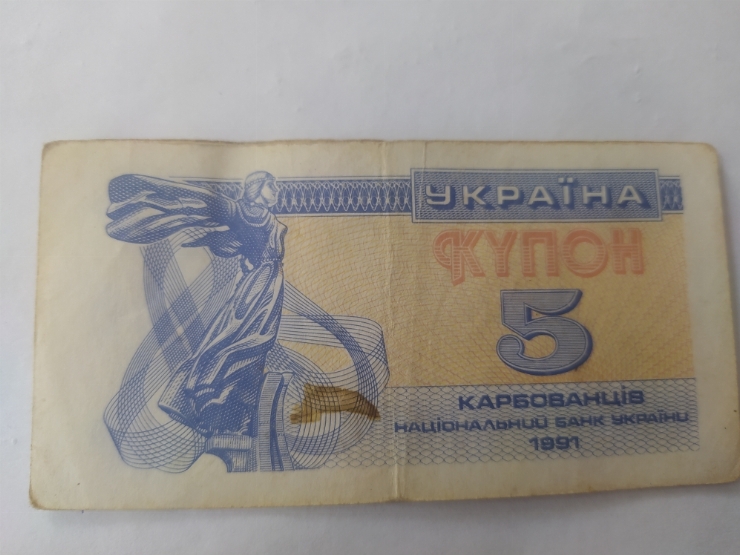 УКРАЇНА
КУПОН
5
КАРБОВАНЦІВ
НАЦІОНАЛЬНИЙ БАНК УКРАЇНИ
1991